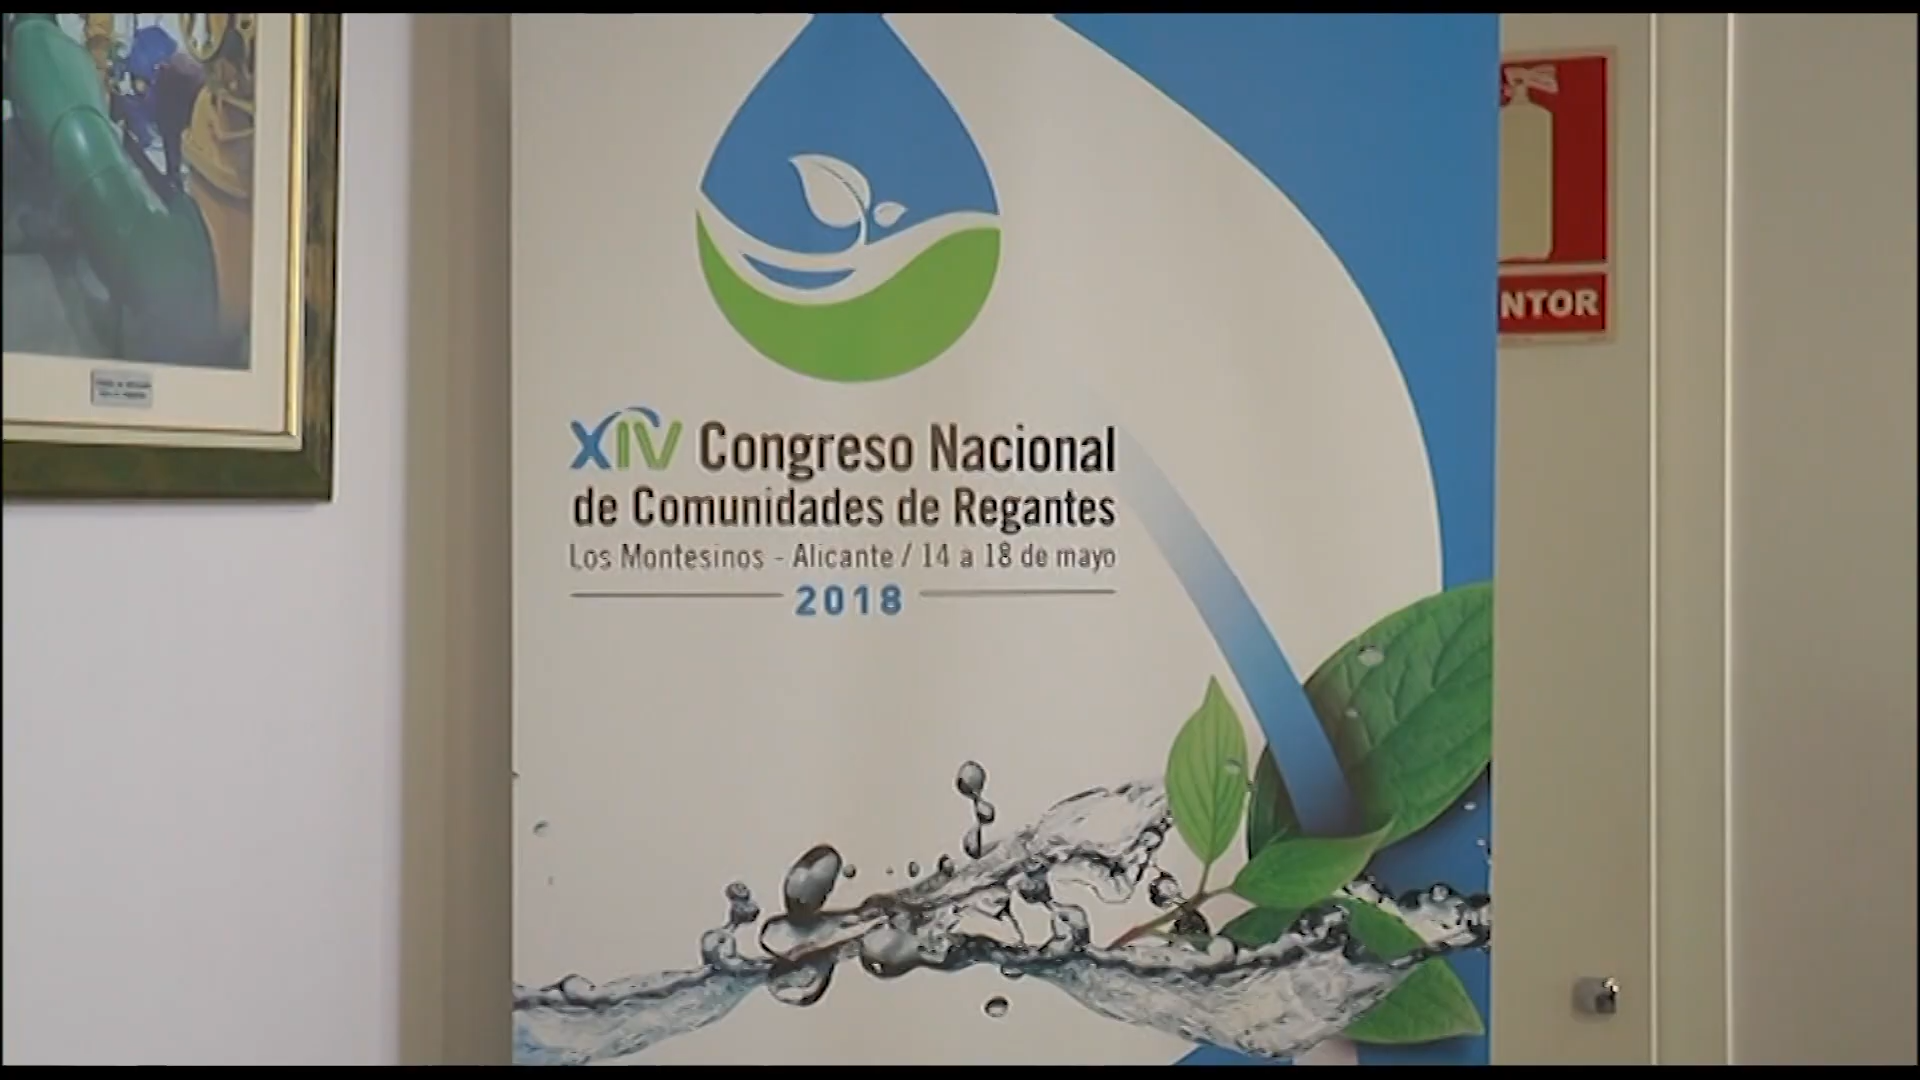 XIV Congreso Nacional
de Comunidades de Regantes
Los Montesinos - Alicante / 14 a 18 de mayo
2018
NTOR